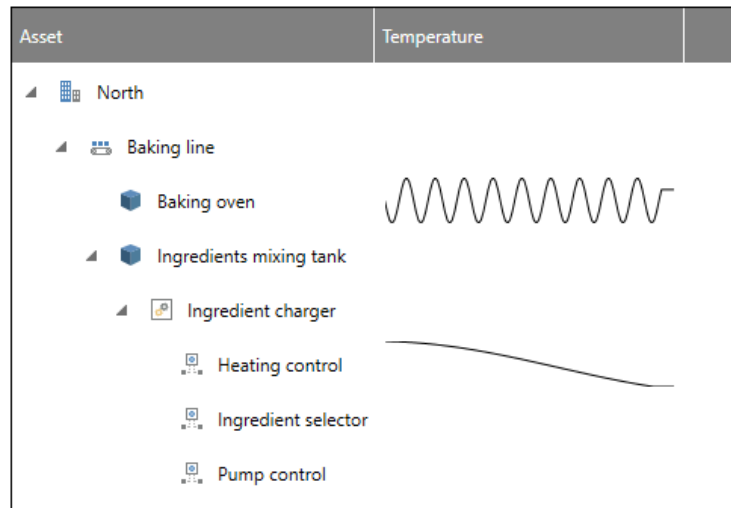 Asset Temperature
North
Baking line
Baking oven
Ingredients mixing tank
Ingredient charger
Heating control
Ingredient selector
Pump control